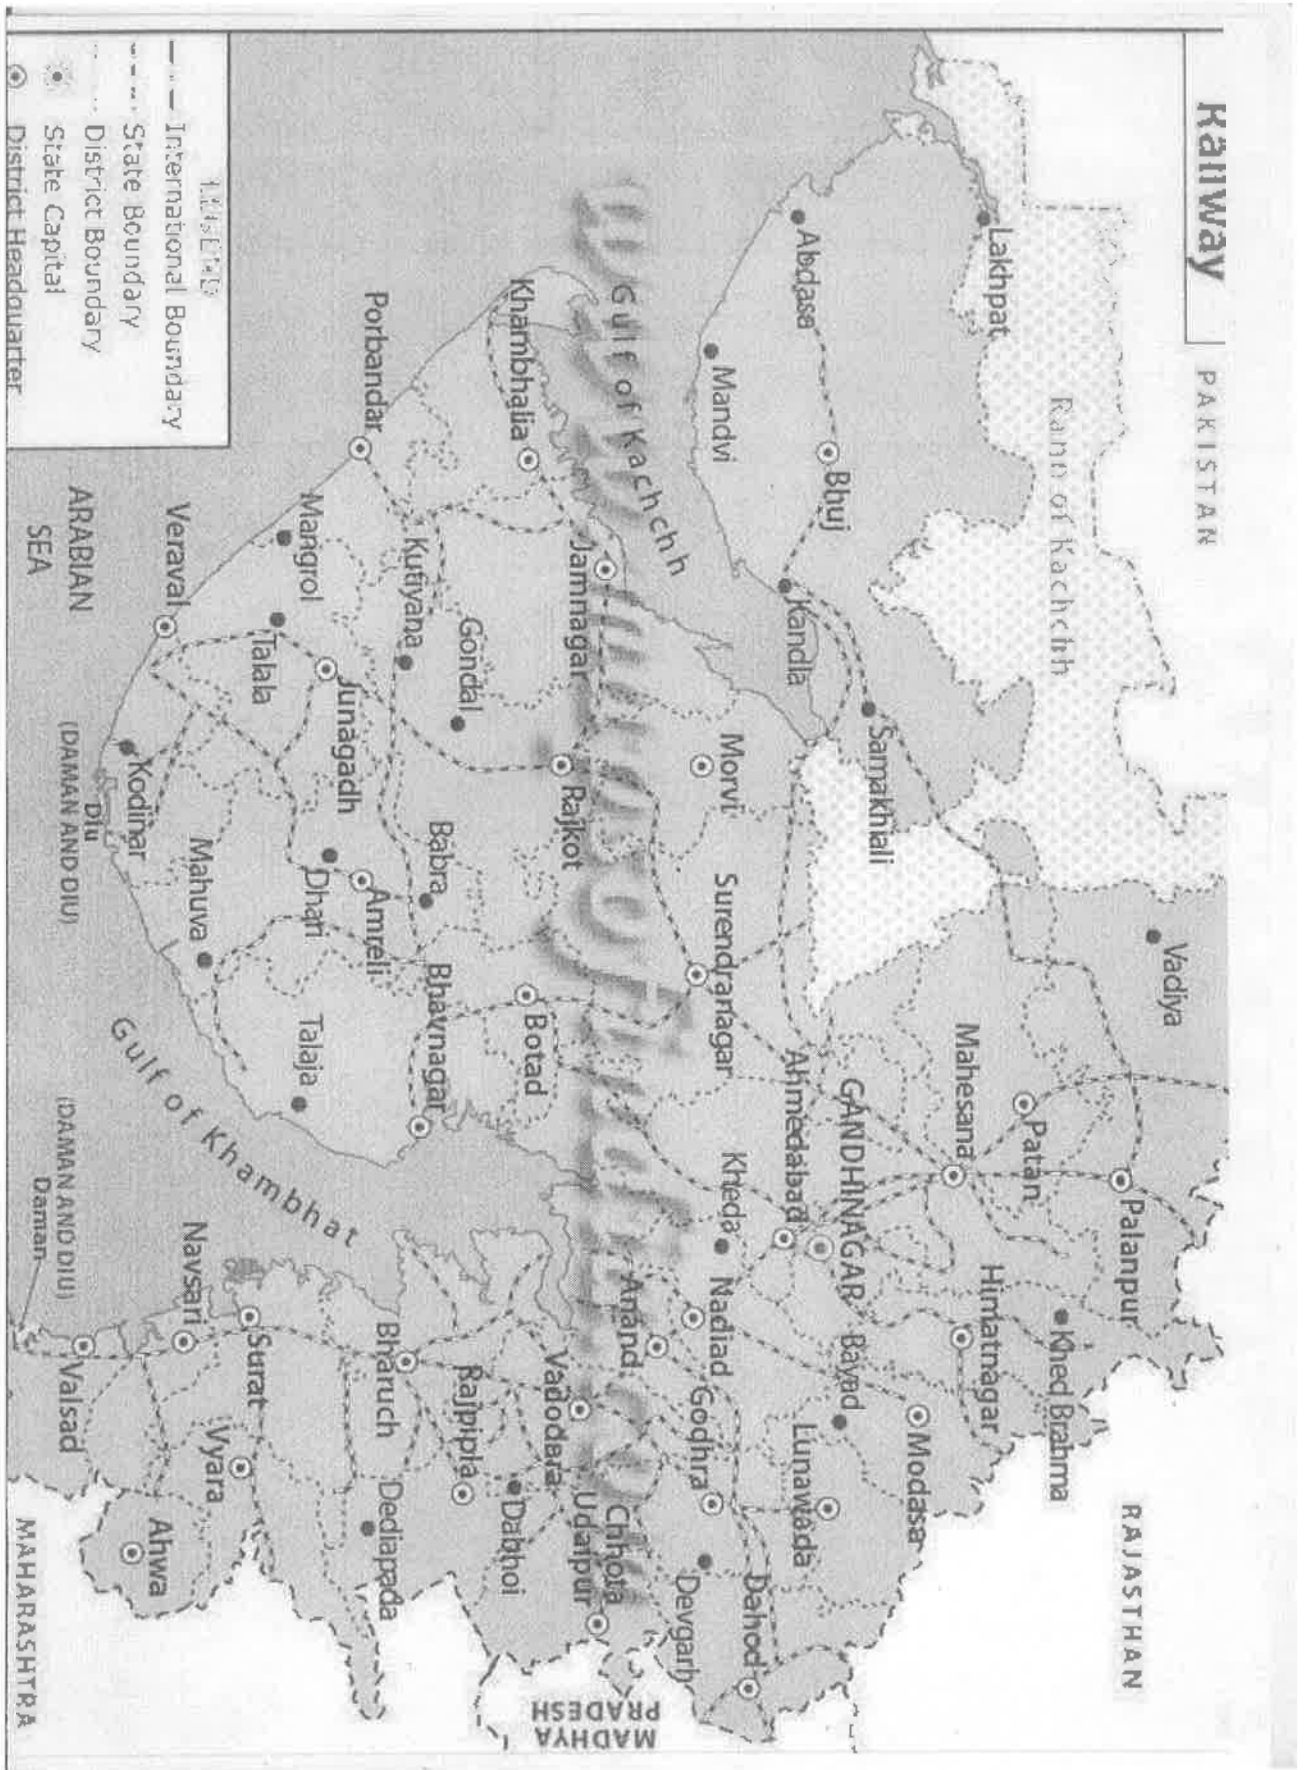 Railway
PAKISTAN
RAJASTHAN
Rann of Kachchh
Lakhpat
Vadiya
Palanpur
Khed Brahma
Patan
Abdasa
Bhuj
Samakhiali
Mahesana
Himatnagar
Modasa
Kandla
GANDHINAGAR
Bayad
Mandvi
Ahmedabad
Lunawada
Gulf of Kachchh
Morvi
Surendranagar
Kheda
Nadiad
Godhra
Dahod
Devgarh
Khambhalia
Jamnagar
Rajkot
Anand
Chhota
Udaipur
MADHYA
PRADESH
Botad
Vadodara
Dabhoi
Gondal
Rajpipla
Kutiyana
Babra
Bhavnagar
Bharuch
Dediapada
Porbandar
Junagadh
Amreli
Dhari
Talaja
Mangrol
Talala
Gulf of Khambhat
Surat
Vyara
Veraval
Mahuva
Navsari
Ahwa
Kodinar
Diu
(DAMAN AND DIU)
Valsad
(DAMAN AND DIU)
Daman
ARABIAN
SEA
MAHARASHTRA
LEGEND
International Boundary
State Boundary
District Boundary
State Capital
District Headquarter